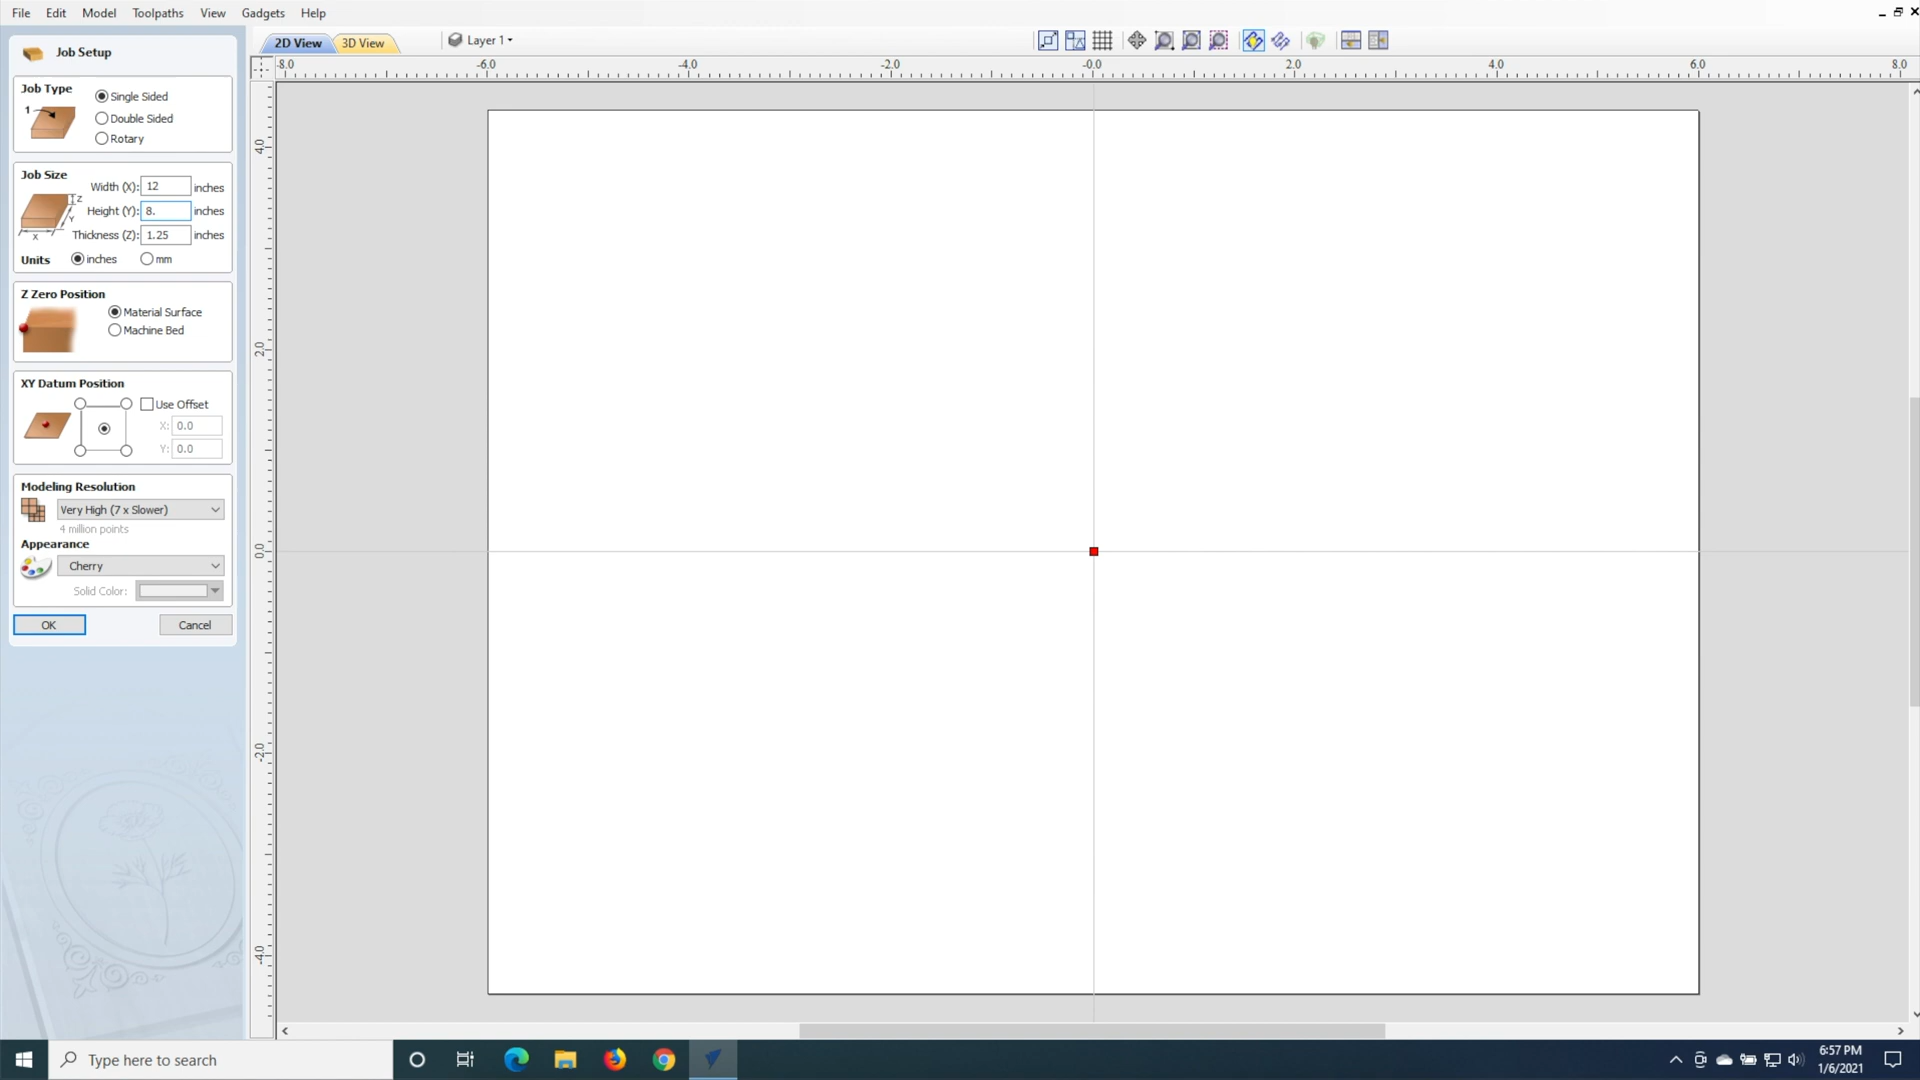 File Edit Model Toolpaths View Gadgets Help
Job Setup
2D View 3D View Layer 1
-8.0 -6.0 -4.0 -2.0 -0.0 2.0 4.0 6.0 8.0
Job Type
1
Single Sided
Double Sided
Rotary
Job Size
Width (X): 12 inches
Height (Y): 8. inches
Thickness (Z): 1.25 inches
Z
Y
X
Units inches mm
Z Zero Position
Material Surface
Machine Bed
XY Datum Position
Use Offset
X: 0.0
Y: 0.0
Modeling Resolution
Very High (7 x Slower)
4 million points
Appearance
Cherry
Solid Color:
OK Cancel
4.0
2.0
0.0
-2.0
-4.0
Type here to search
6:57 PM
1/6/2021